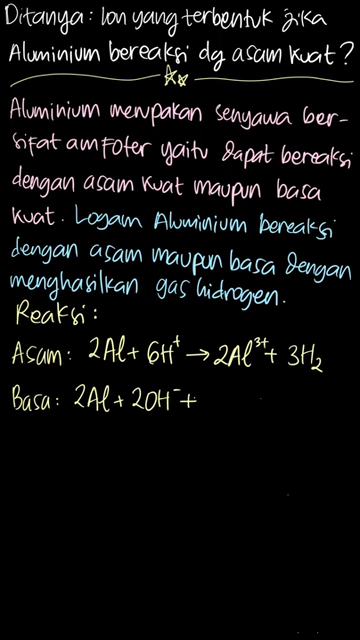 Ditanya: Ion yang terbentuk jika
Aluminium bereaksi dg asam kuat?
Aluminium merupakan senyawa ber-
sifat amfoter yaitu dapat bereaksi
dengan asam kuat maupun basa
kuat. Logam Aluminium bereaksi
dengan asam maupun basa dengan
menghasilkan gas hidrogen.
Reaksi:
Asam: 2Al + 6H⁺ → 2Al³⁺ + 3H₂
Basa: 2Al + 2OH⁻ +